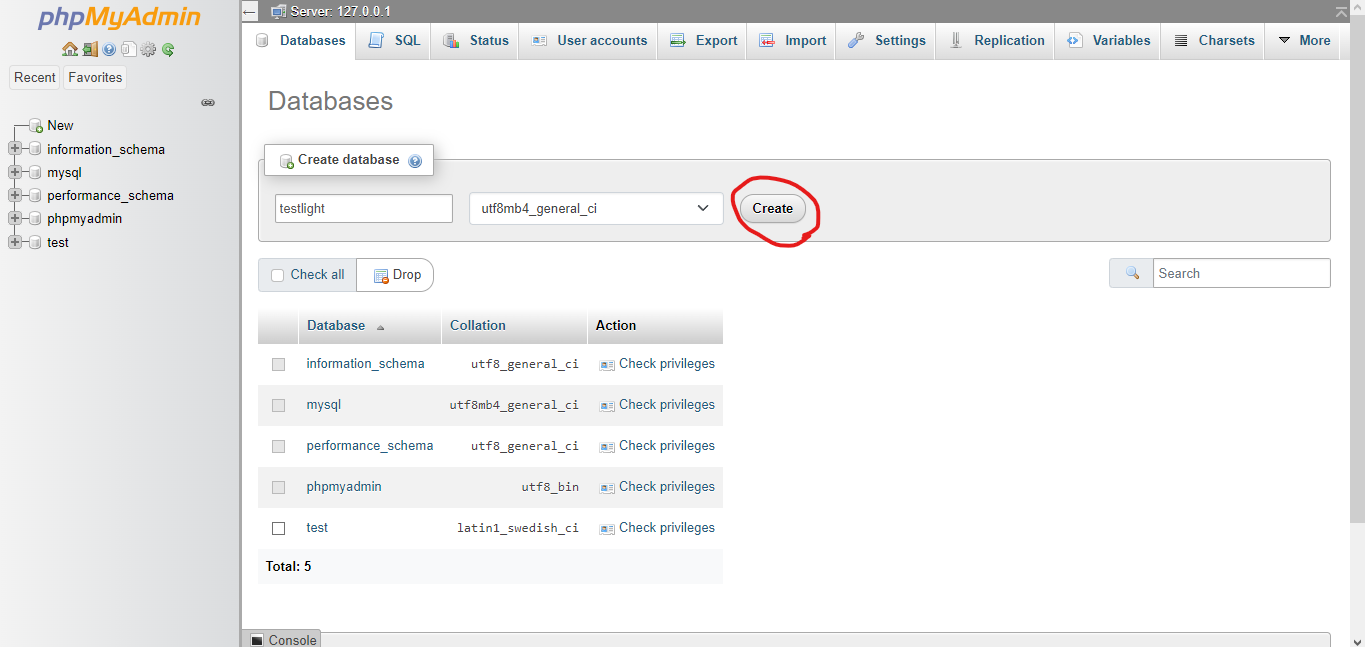 phpMyAdmin
Recent Favorites
New
information_schema
mysql
performance_schema
phpmyadmin
test
Server: 127.0.0.1
Databases SQL Status User accounts Export Import Settings Replication Variables Charsets More
Databases
Create database
testlight utf8mb4_general_ci Create
Check all Drop Search
Database Collation Action
information_schema utf8_general_ci Check privileges
mysql utf8mb4_general_ci Check privileges
performance_schema utf8_general_ci Check privileges
phpmyadmin utf8_bin Check privileges
test latin1_swedish_ci Check privileges
Total: 5
Console